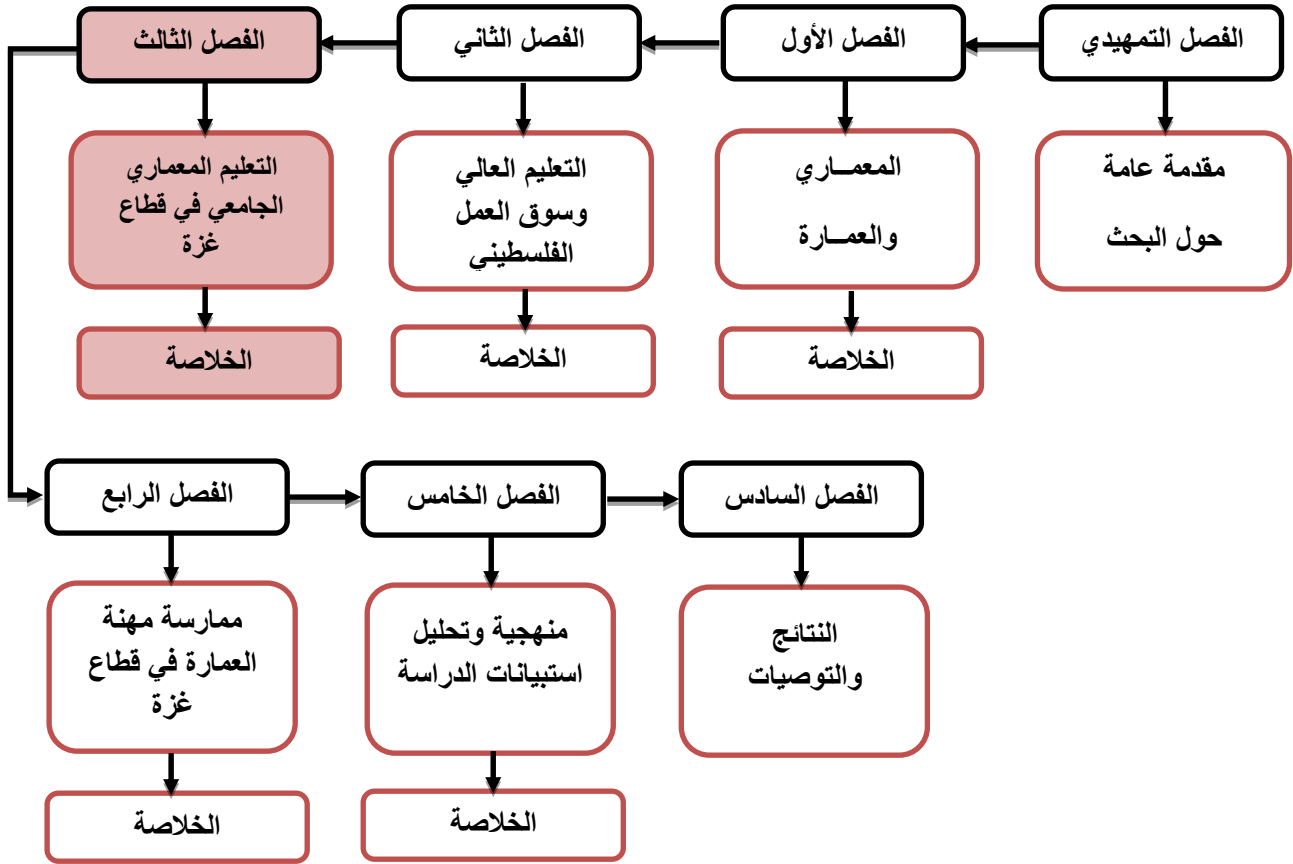 الفصل التمهيدي
الفصل الأول
الفصل الثاني
الفصل الثالث
مقدمة عامة
حول البحث
المعمــاري
والعمــارة
التعليم العالي
وسوق العمل
الفلسطيني
التعليم المعماري
الجامعي في قطاع
غزة
الخلاصة
الخلاصة
الخلاصة
الفصل الرابع
الفصل الخامس
الفصل السادس
ممارسة مهنة
العمارة في قطاع
غزة
منهجية وتحليل
استبيانات الدراسة
النتائج
والتوصيات
الخلاصة
الخلاصة